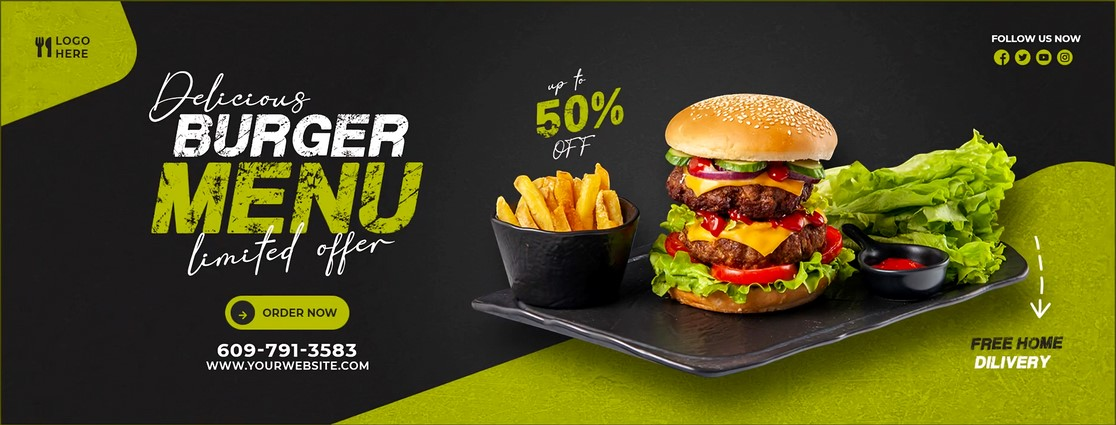 LOGO
HERE
FOLLOW US NOW
Delicious
BURGER
MENU
limited offer
up to
50%
OFF
ORDER NOW
609-791-3583
WWW.YOURWEBSITE.COM
FREE HOME
DILIVERY